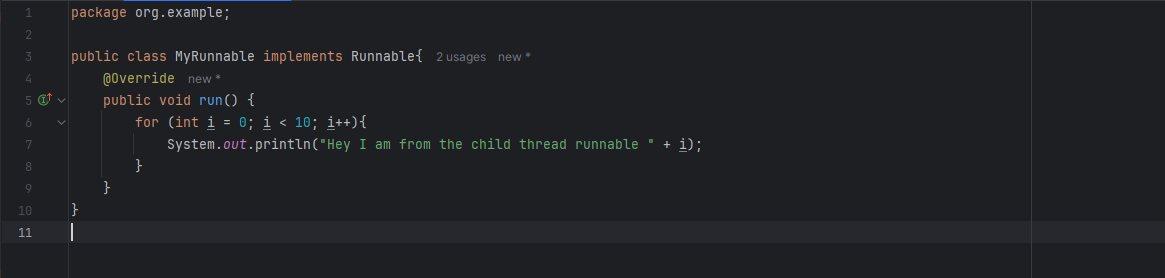 1 package org.example;
2
3 public class MyRunnable implements Runnable{ 2 usages new *
4 @Override new *
5 public void run() {
6 for (int i = 0; i < 10; i++){
7 System.out.println("Hey I am from the child thread runnable " + i);
8 }
9 }
10 }
11